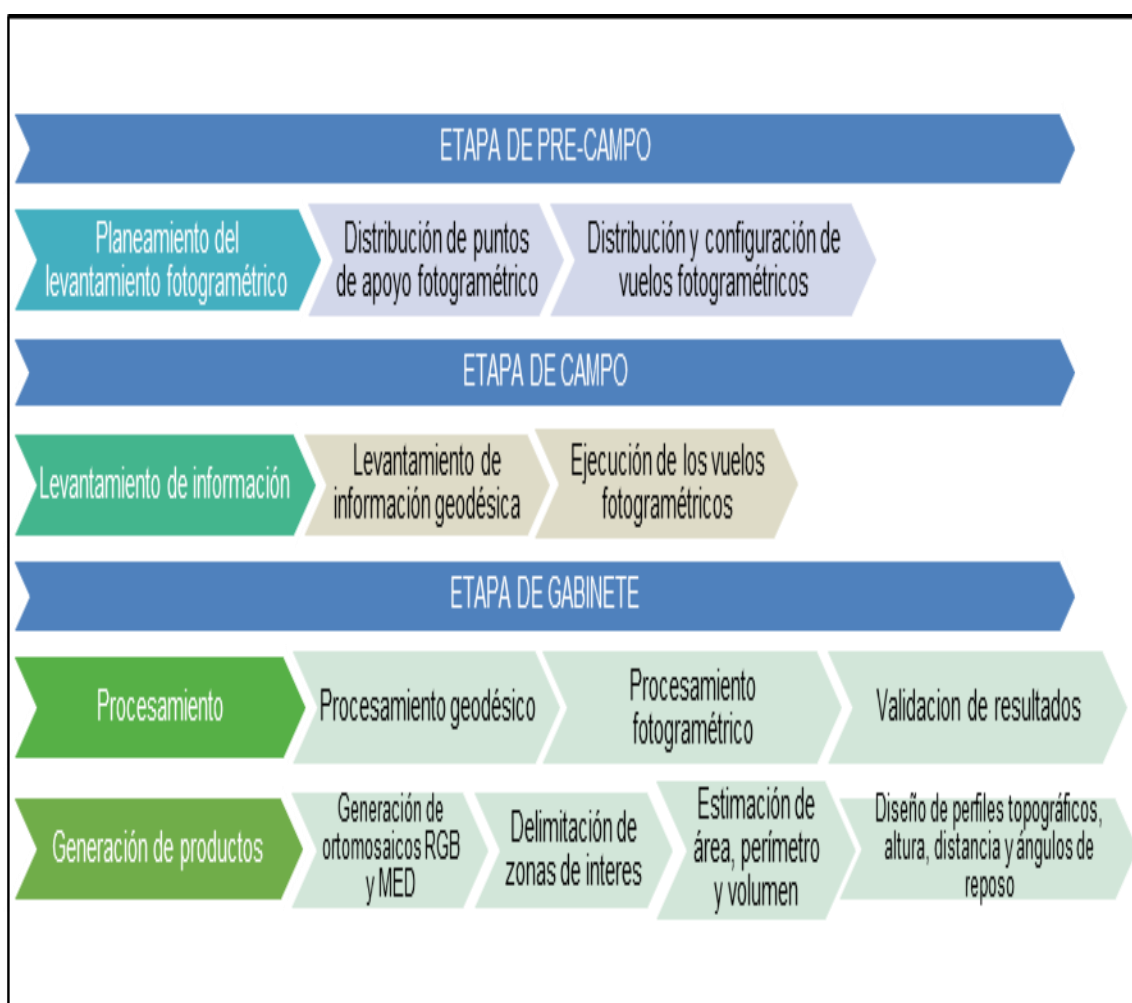 ETAPA DE PRE-CAMPO
Planeamiento del
levantamiento fotogramétrico
Distribución de puntos
de apoyo fotogramétrico
Distribución y configuración de
vuelos fotogramétricos
ETAPA DE CAMPO
Levantamiento de información
Levantamiento de
información geodésica
Ejecución de los vuelos
fotogramétricos
ETAPA DE GABINETE
Procesamiento
Procesamiento geodésico
Procesamiento
fotogramétrico
Validacion de resultados
Generación de productos
Generación de
ortomosaicos RGB
y MED
Delimitación de
zonas de interes
Estimación de
área, perímetro
y volumen
Diseño de perfiles topográficos,
altura, distancia y ángulos de
reposo